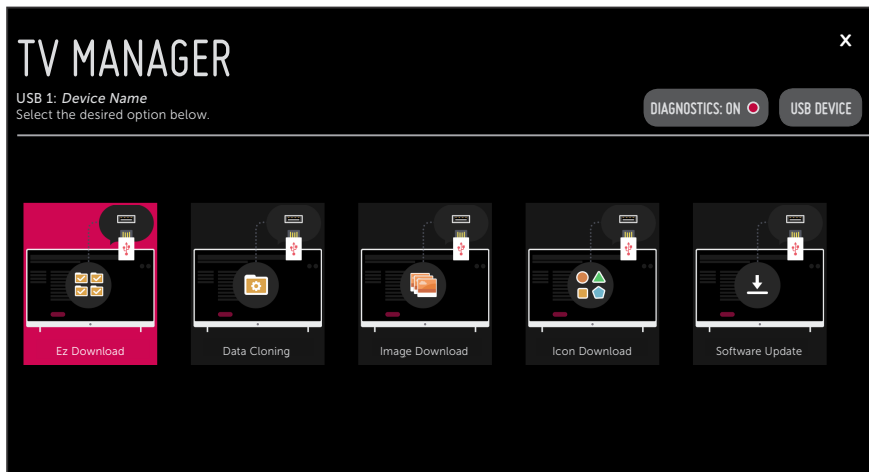 TV MANAGER
X
USB 1: Device Name
Select the desired option below.
DIAGNOSTICS: ON
USB DEVICE
Ez Download
Data Cloning
Image Download
Icon Download
Software Update